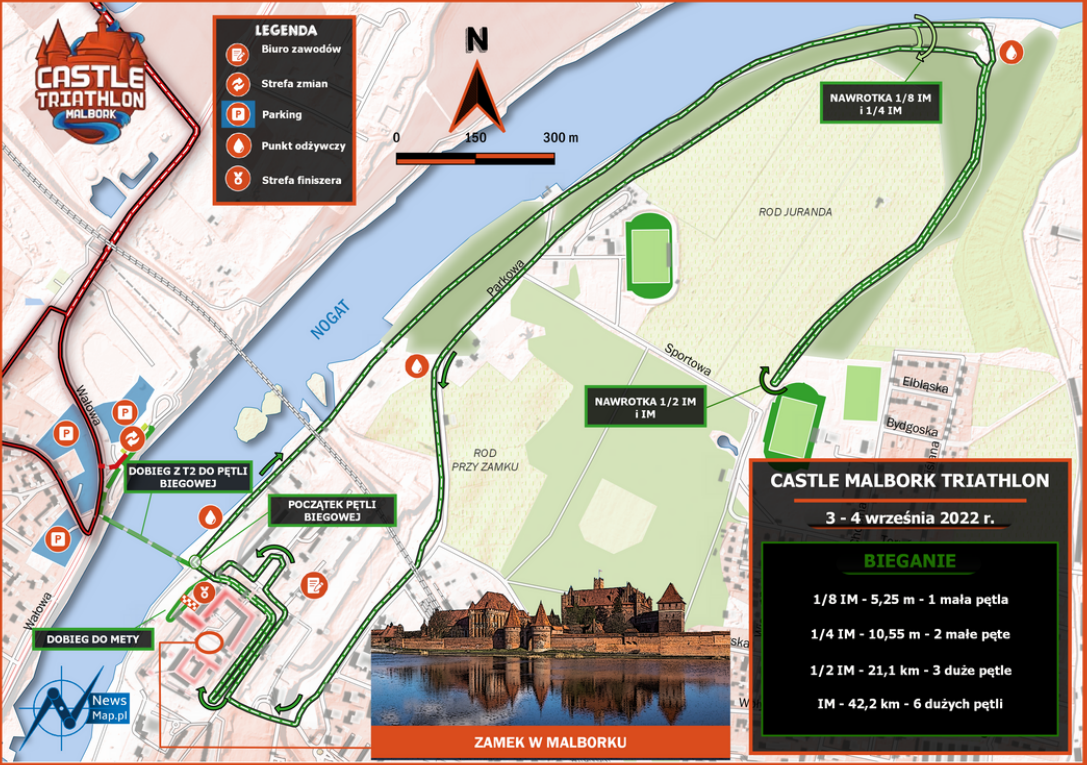 CASTLE
TRIATHLON
MALBORK
LEGENDA
Biuro zawodów
Strefa zmian
P
Parking
Punkt odżywczy
Strefa finiszera
N
0 150 300 m
NAWROTKA 1/8 IM
i 1/4 IM
ROD JURANDA
Parkowa
NOGAT
Sportowa
NAWROTKA 1/2 IM
i IM
Elbląska
Bydgoska
ROD
PRZY ZAMKU
Wałowa
P
P
P
DOBIEG Z T2 DO PĘTLI
BIEGOWEJ
POCZĄTEK PĘTLI
BIEGOWEJ
Wałowa
DOBIEG DO METY
News
Map.pl
ZAMEK W MALBORKU
CASTLE MALBORK TRIATHLON
3 - 4 września 2022 r.
BIEGANIE
1/8 IM - 5,25 m - 1 mała pętla
1/4 IM - 10,55 m - 2 małe pęte
1/2 IM - 21,1 km - 3 duże pętle
IM - 42,2 km - 6 dużych pętli